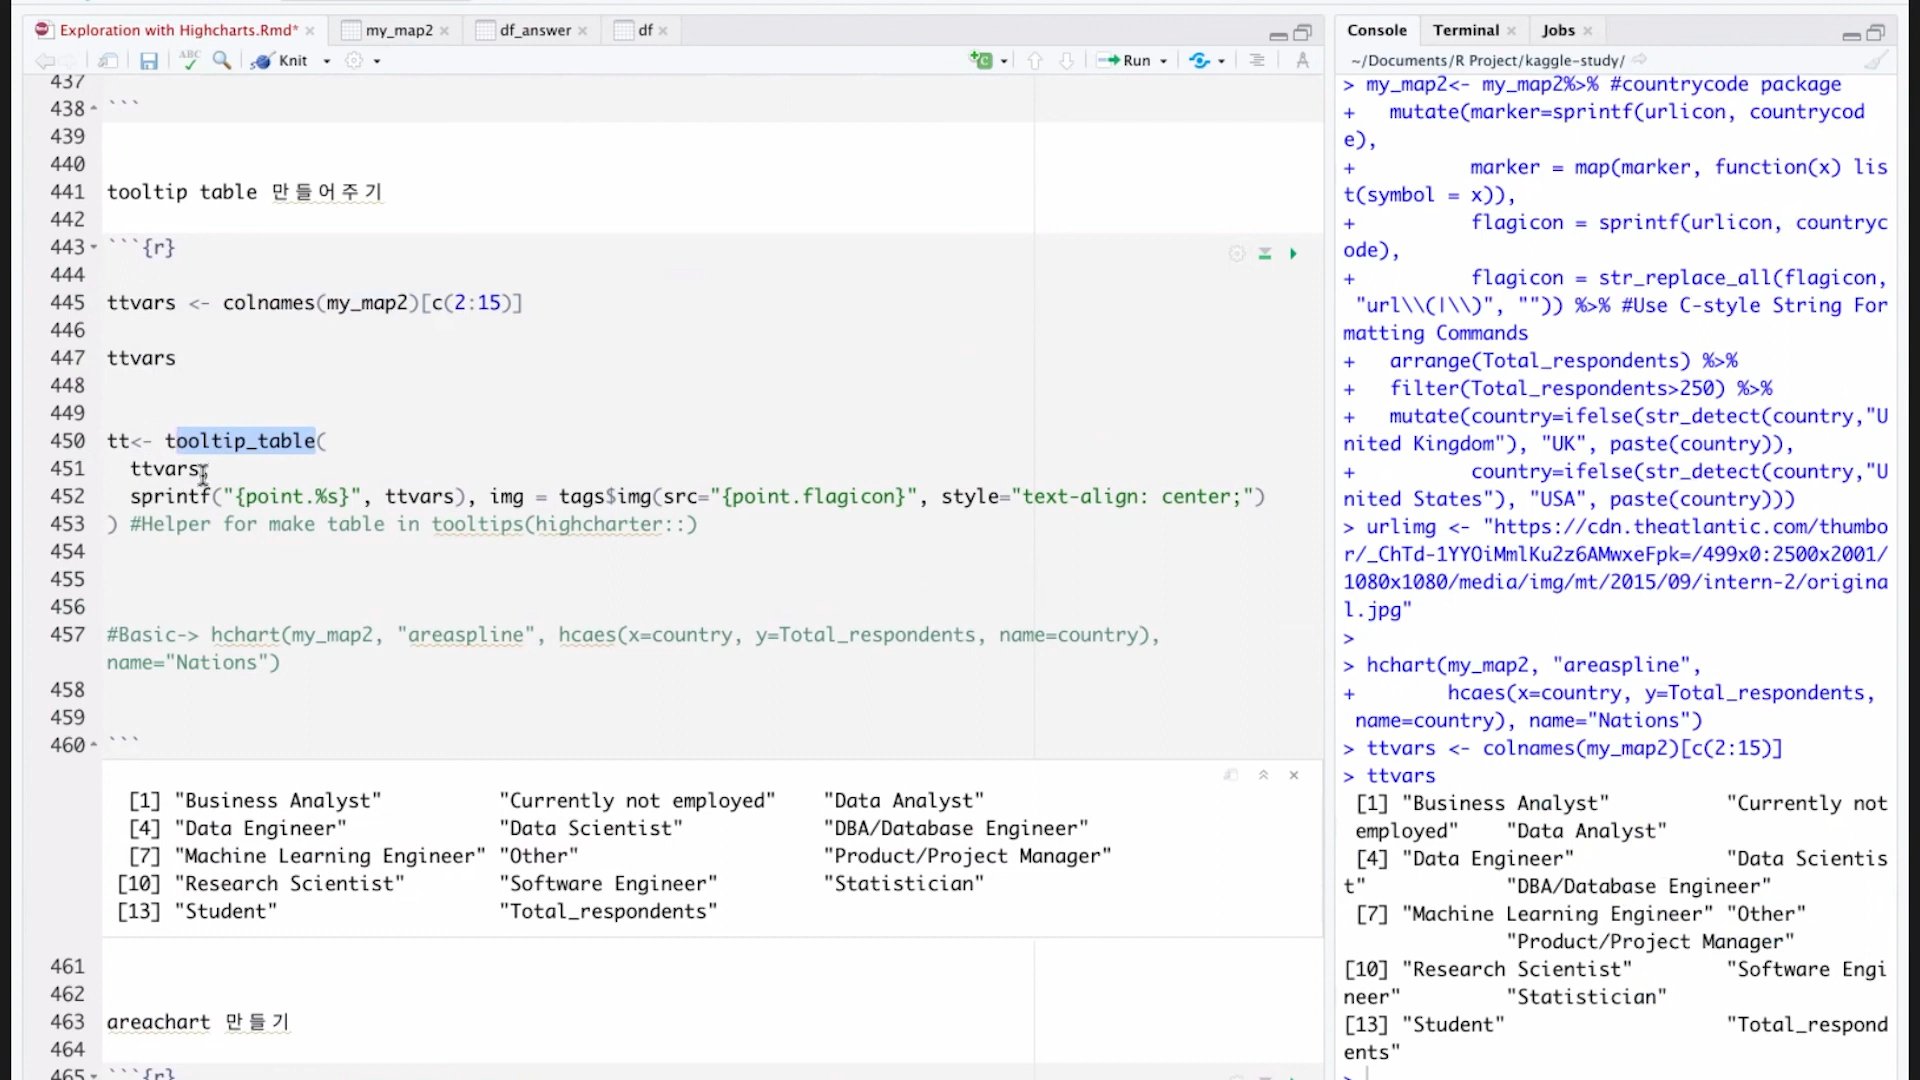 Exploration with Highcharts.Rmd* × my_map2 × df_answer × df ×
ABC Knit Run
437
438 ```
439
440
441 tooltip table 만들어주기
442
443 ```{r}
444
445 ttvars <- colnames(my_map2)[c(2:15)]
446
447 ttvars
448
449
450 tt<- tooltip_table(
451 ttvars,
452 sprintf("{point.%s}", ttvars), img = tags$img(src="{point.flagicon}", style="text-align: center;")
453 ) #Helper for make table in tooltips(highcharter::)
454
455
456
457 #Basic-> hchart(my_map2, "areaspline", hcaes(x=country, y=Total_respondents, name=country),
name="Nations")
458
459
460 ```
[1] "Business Analyst" "Currently not employed" "Data Analyst"
[4] "Data Engineer" "Data Scientist" "DBA/Database Engineer"
[7] "Machine Learning Engineer" "Other" "Product/Project Manager"
[10] "Research Scientist" "Software Engineer" "Statistician"
[13] "Student" "Total_respondents"
461
462
463 areachart 만들기
464
465 ```{r}
Console Terminal × Jobs ×
~/Documents/R Project/kaggle-study/
> my_map2<- my_map2%>% #countrycode package
+ mutate(marker=sprintf(urlicon, countrycod
e),
+ marker = map(marker, function(x) lis
t(symbol = x)),
+ flagicon = sprintf(urlicon, countryc
ode),
+ flagicon = str_replace_all(flagicon,
"url\\(|\\)", "")) %>% #Use C-style String For
matting Commands
+ arrange(Total_respondents) %>%
+ filter(Total_respondents>250) %>%
+ mutate(country=ifelse(str_detect(country,"U
nited Kingdom"), "UK", paste(country)),
+ country=ifelse(str_detect(country,"U
nited States"), "USA", paste(country)))
> urlimg <- "https://cdn.theatlantic.com/thumbo
r/_ChTd-1YYOiMmlKu2z6AMwxeFpk=/499x0:2500x2001/
1080x1080/media/img/mt/2015/09/intern-2/origina
l.jpg"
>
> hchart(my_map2, "areaspline",
+ hcaes(x=country, y=Total_respondents,
name=country), name="Nations")
> ttvars <- colnames(my_map2)[c(2:15)]
> ttvars
[1] "Business Analyst" "Currently not
employed" "Data Analyst"
[4] "Data Engineer" "Data Scientis
t" "DBA/Database Engineer"
[7] "Machine Learning Engineer" "Other"
"Product/Project Manager"
[10] "Research Scientist" "Software Engi
neer" "Statistician"
[13] "Student" "Total_respond
ents"
>